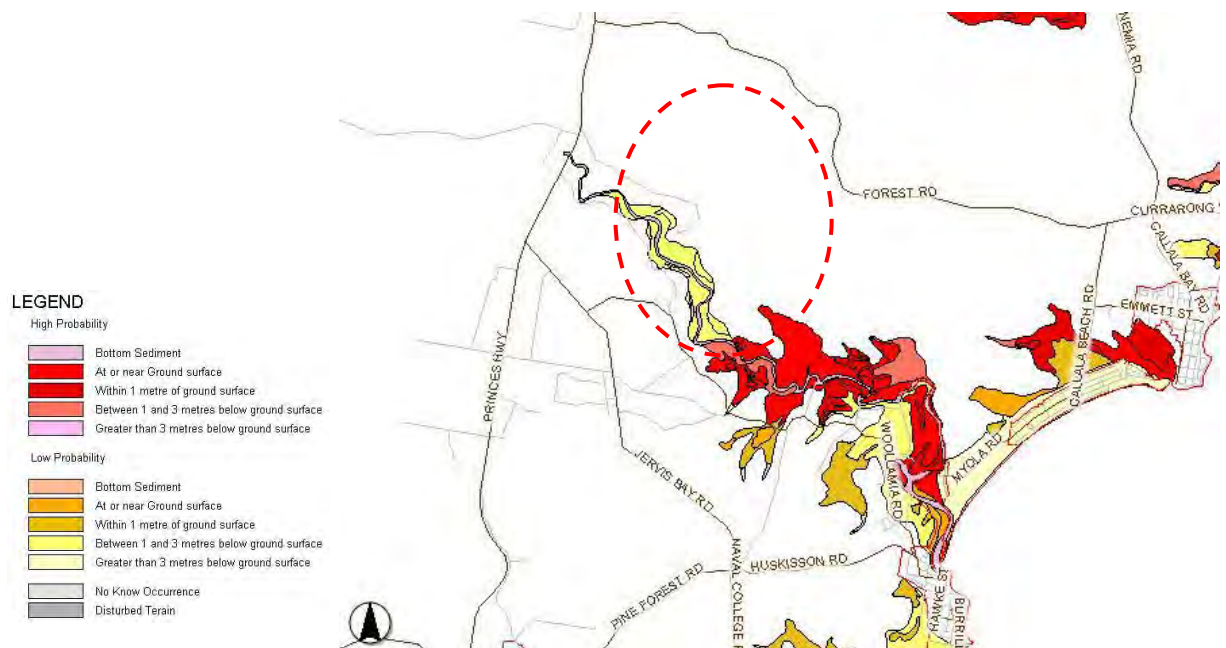 NEMIA RD
FOREST RD
CURRARONG
CALLALA BAY RD
EMMETT ST
CALLALA BEACH RD
PRINCES HWY
LEGEND
High Probability
Bottom Sediment
At or near Ground surface
Within 1 metre of ground surface
Between 1 and 3 metres below ground surface
Greater than 3 metres below ground surface
Low Probability
Bottom Sediment
At or near Ground surface
Within 1 metre of ground surface
Between 1 and 3 metres below ground surface
Greater than 3 metres below ground surface
No Know Occurrence
Disturbed Terain
WOOLLAMIA RD
MYOLA RD
JERVIS BAY RD
HUSKISSON RD
PINE FOREST RD
NAVAL COLLEGE R
HAWKE ST
BURRILL